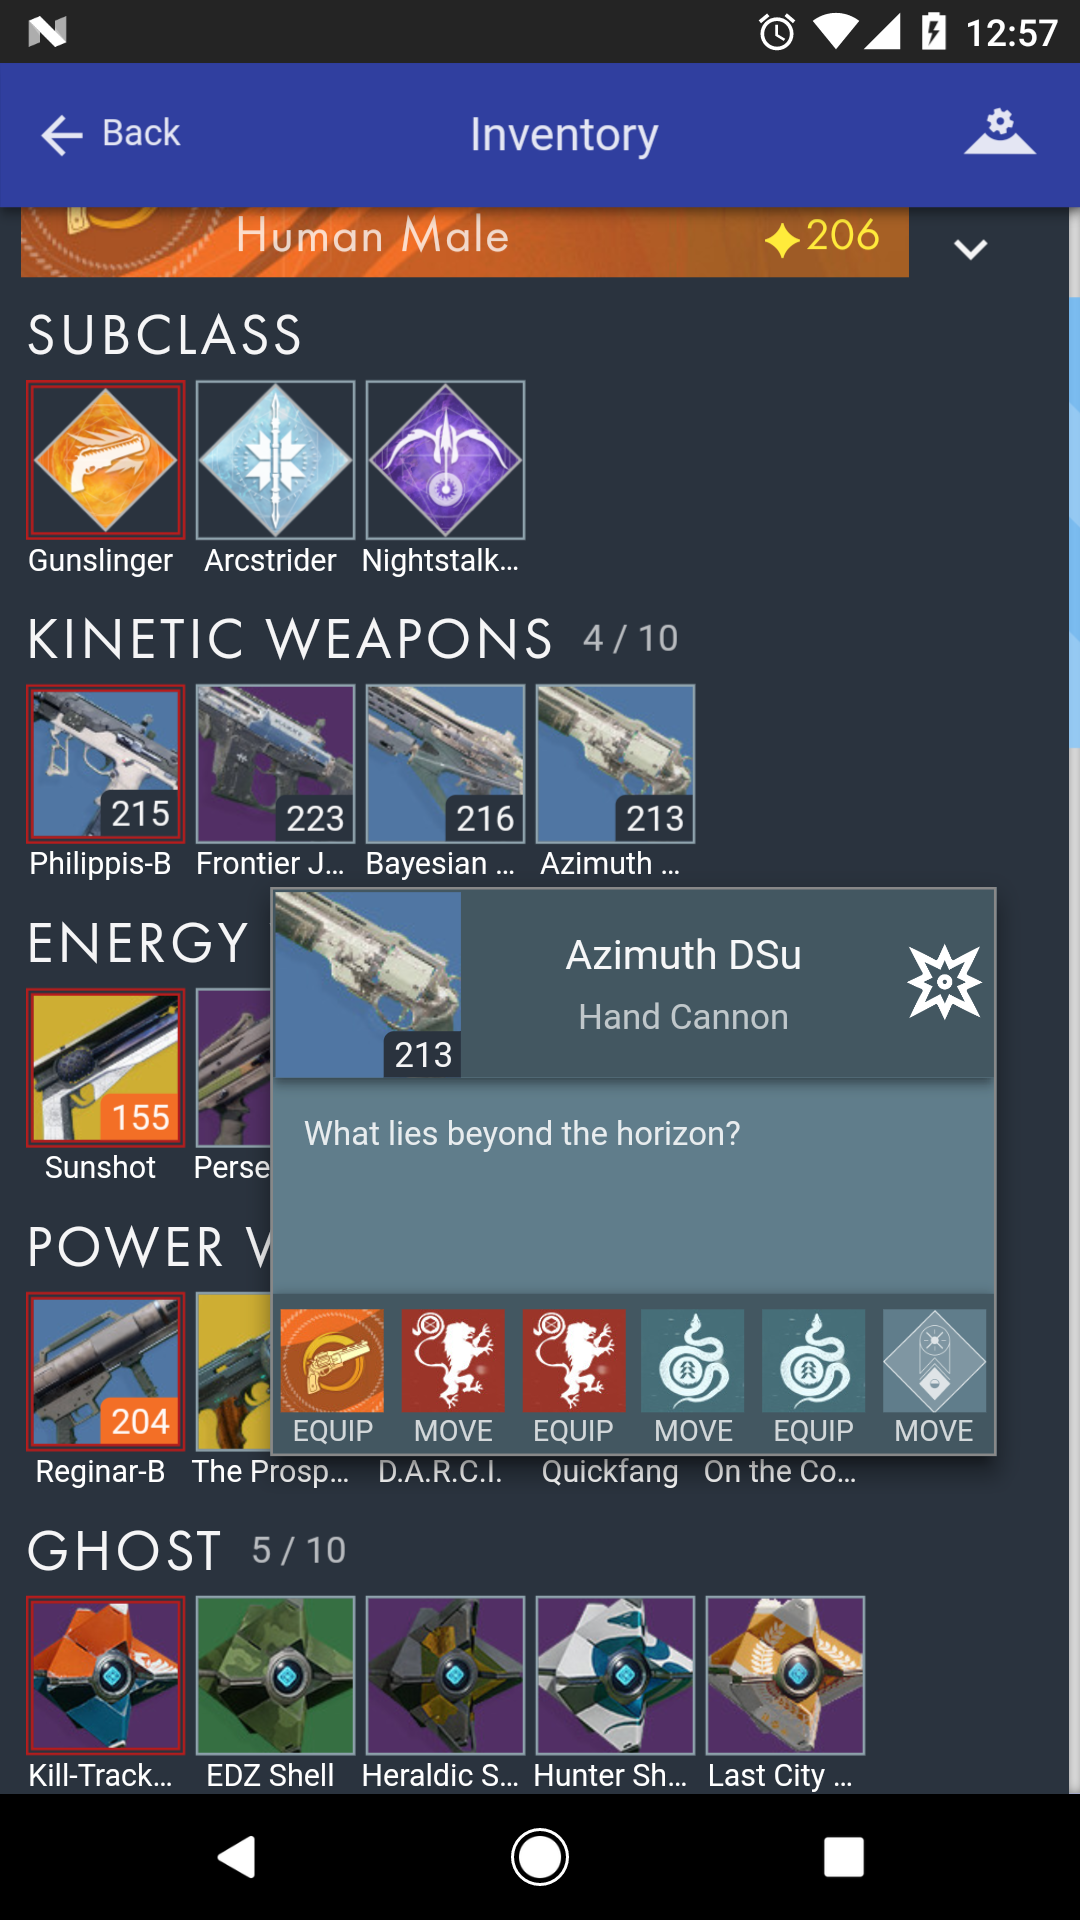 12:57
Back
Inventory
Human Male
206
SUBCLASS
Gunslinger
Arcstrider
Nightstalk...
KINETIC WEAPONS 4 / 10
215
223
216
213
Philippis-B
Frontier J...
Bayesian ...
Azimuth ...
ENERGY
Azimuth DSu
Hand Cannon
213
What lies beyond the horizon?
155
Sunshot
Perse
POWER
204
EQUIP
MOVE
EQUIP
MOVE
EQUIP
MOVE
Reginar-B
The Prosp...
D.A.R.C.I.
Quickfang
On the Co...
GHOST 5 / 10
Kill-Track...
EDZ Shell
Heraldic S...
Hunter Sh...
Last City ...